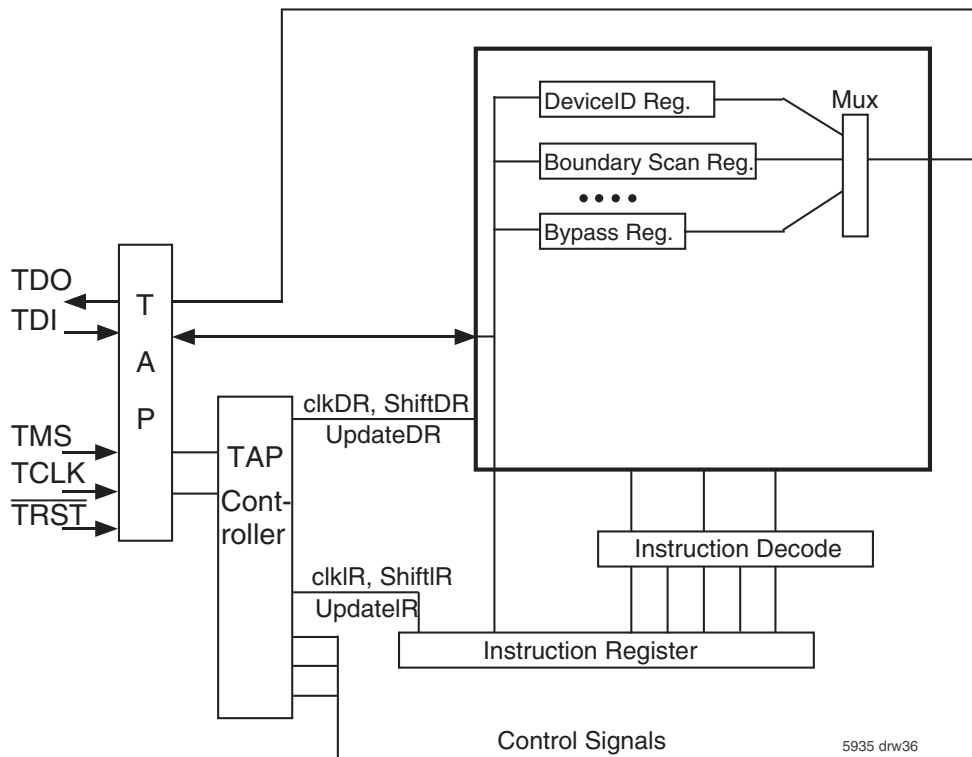 DeviceID Reg.
Mux
Boundary Scan Reg.
Bypass Reg.
TDO
TDI
T
A
P
TMS
TCLK
TRST
TAP
Cont-
roller
clkDR, ShiftDR
UpdateDR
Instruction Decode
clkIR, ShiftIR
UpdateIR
Instruction Register
Control Signals
5935 drw36